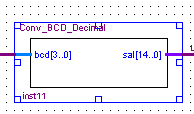 Conv_BCD_Decimal
bcd[3..0]
sal[14..0]
inst11